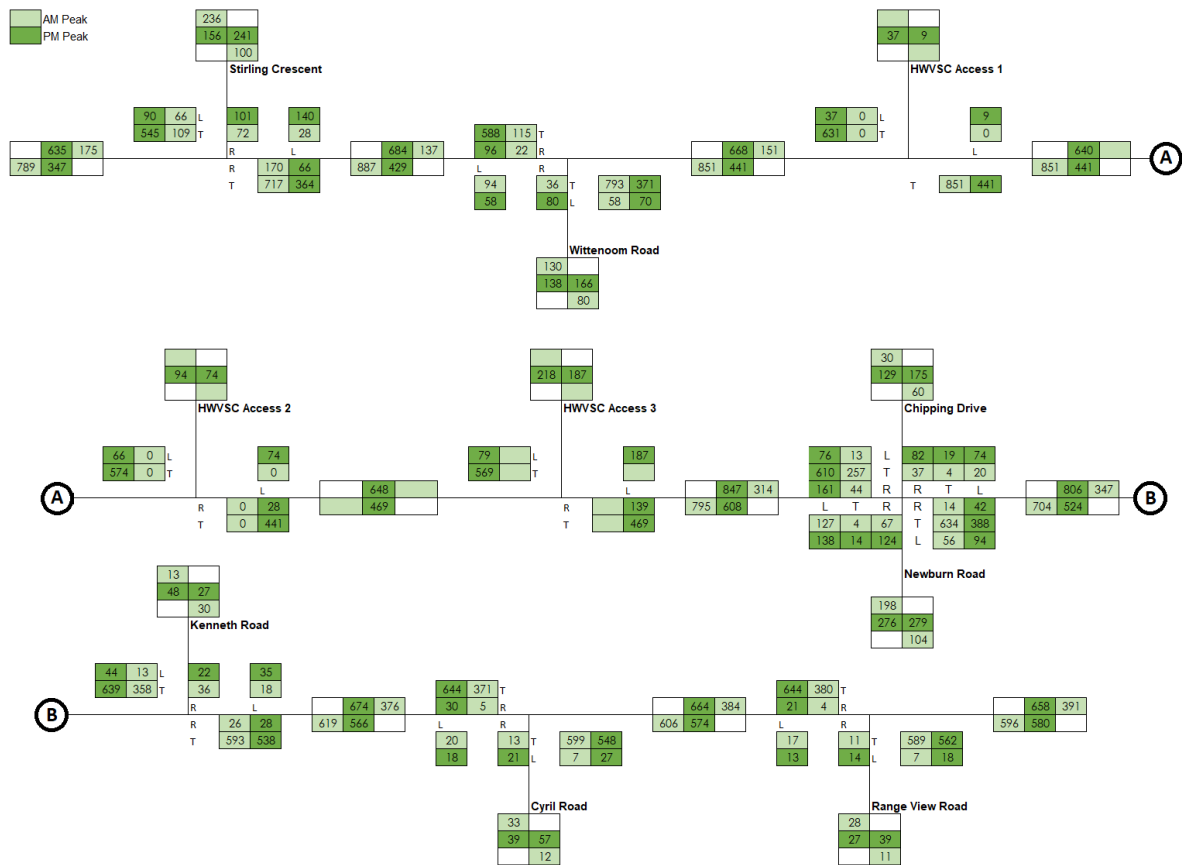 AM Peak 236
PM Peak 156 241 37 9
100
Stirling Crescent HWVSC Access 1
90 66 L 101 140 588 115 T 37 0 L 9
545 109 T 72 28 96 22 R 631 0 T 0
635 175 R L 684 137 668 151 L 640
789 347 R 170 66 887 429 L 851 441 851 441 A
T 717 364 94 36 T 793 371 T 851 441
58 80 L 58 70
Wittenoom Road
130
138 166
80
30
94 74 218 187 129 175
60
HWVSC Access 2 HWVSC Access 3 Chipping Drive
66 0 L 74 79 L 187 76 13 L 82 19 74
574 0 T 0 569 T 610 257 T 37 4 20
L 648 L 847 314 161 44 R R T L 806 347
A R 0 28 469 R 139 795 608 L T R R 14 42 704 524 B
T 0 441 T 469 127 4 67 T 634 388
138 14 124 L 56 94
Newburn Road
13 198
48 27 276 279
30 104
Kenneth Road
44 13 L 22 35 644 371 T 644 380 T
639 358 T 36 18 30 5 R 21 4 R
R L 674 376 664 384 658 391
B R 26 28 619 566 L R 606 574 L R 596 580
T 593 538 20 13 T 599 548 17 11 T 589 562
18 21 L 7 27 13 14 L 7 18
Cyril Road Range View Road
33 28
39 57 27 39
12 11